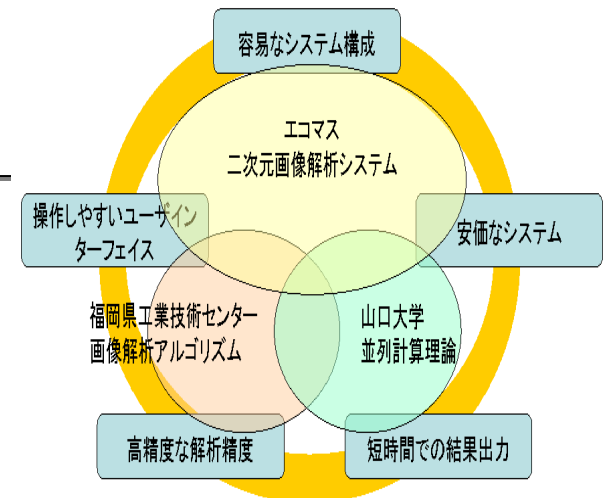 容易なシステム構成
エコマス
二次元画像解析システム
操作しやすいユーザイン
ターフェイス
安価なシステム
福岡県工業技術センター
画像解析アルゴリズム
山口大学
並列計算理論
高精度な解析精度
短時間での結果出力